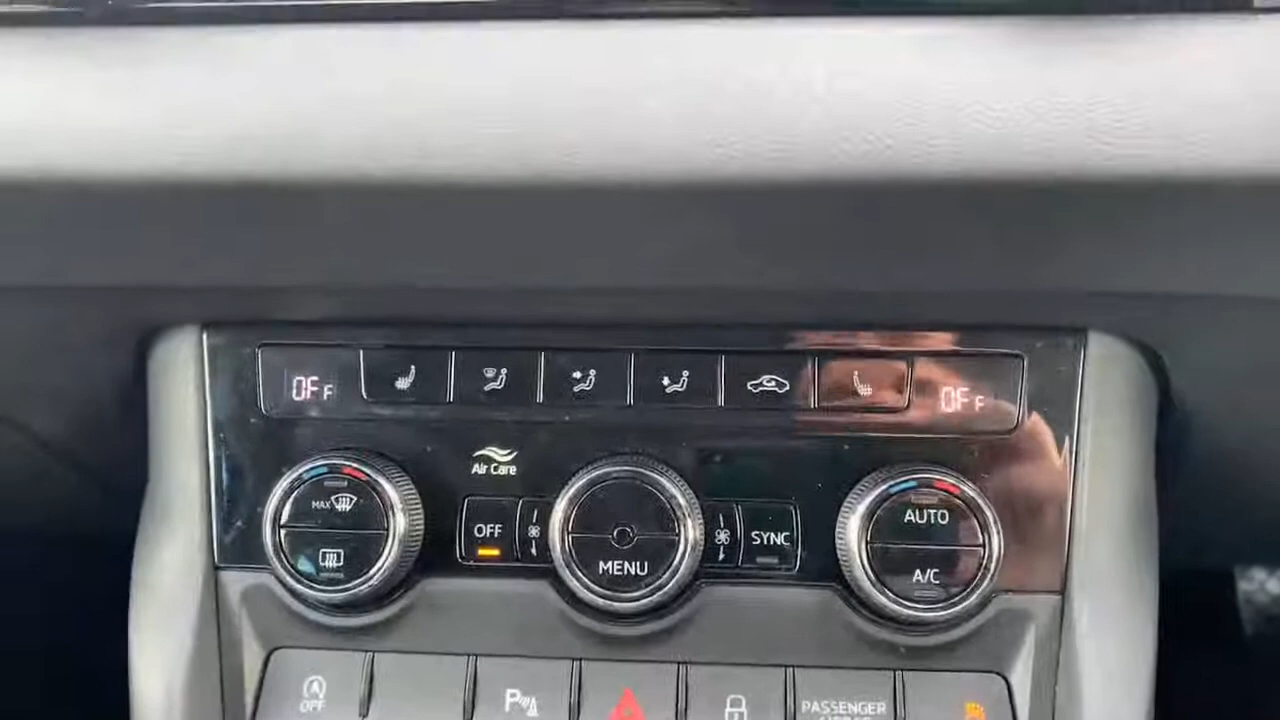 OFF
OFF
Air Care
MAX
OFF
SYNC
AUTO
MENU
A/C
OFF
P
PASSENGER